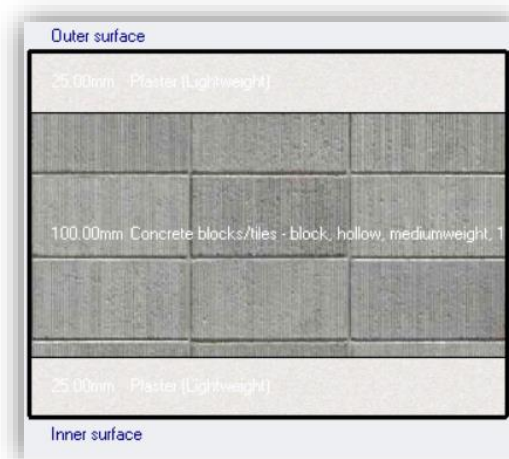 Outer surface
25.00mm Plaster (Lightweight)
100.00mm Concrete blocks/tiles - block, hollow, mediumweight, 1
25.00mm Plaster (Lightweight)
Inner surface